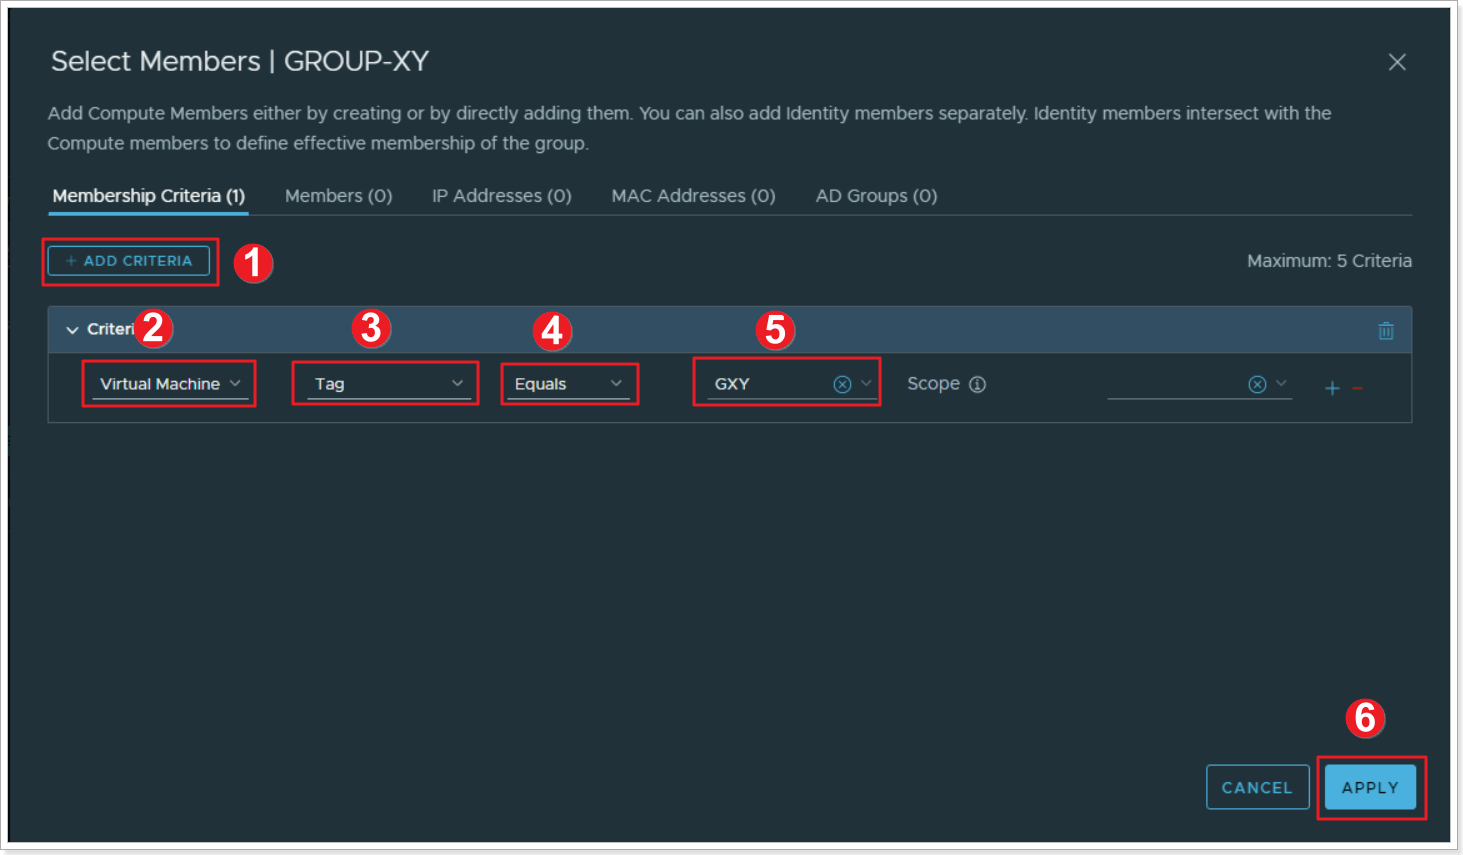 Select Members | GROUP-XY
Add Compute Members either by creating or by directly adding them. You can also add Identity members separately. Identity members intersect with the
Compute members to define effective membership of the group.
Membership Criteria (1) Members (0) IP Addresses (0) MAC Addresses (0) AD Groups (0)
+ ADD CRITERIA 1 Maximum: 5 Criteria
Criteri 2 3 4 5
Virtual Machine Tag Equals GXY Scope
6
CANCEL APPLY